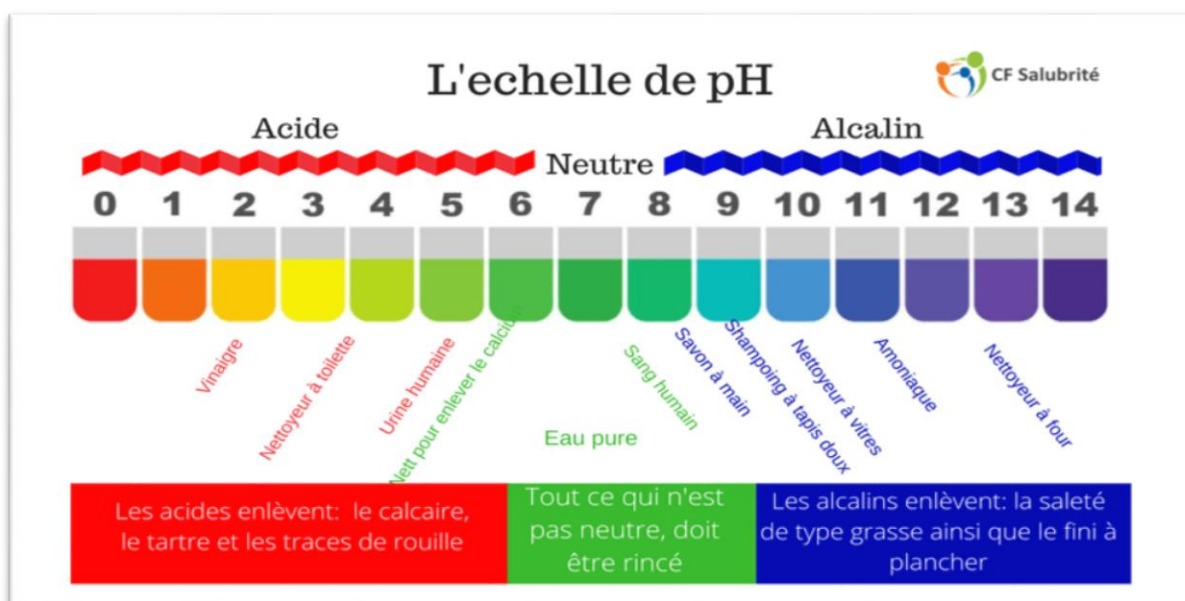 L'echelle de pH
CF Salubrité
Acide
Alcalin
Neutre
0 1 2 3 4 5 6 7 8 9 10 11 12 13 14
Vinaigre
Nettoyeur à toilette
Urine humaine
Nett pour enlever le calcium
Eau pure
Sang humain
Savon à main
Shampoing à tapis doux
Nettoyeur à vitres
Amoniaque
Nettoyeur à four
Les acides enlèvent: le calcaire,
le tartre et les traces de rouille
Tout ce qui n'est
pas neutre, doit
être rincé
Les alcalins enlèvent: la saleté
de type grasse ainsi que le fini à
plancher